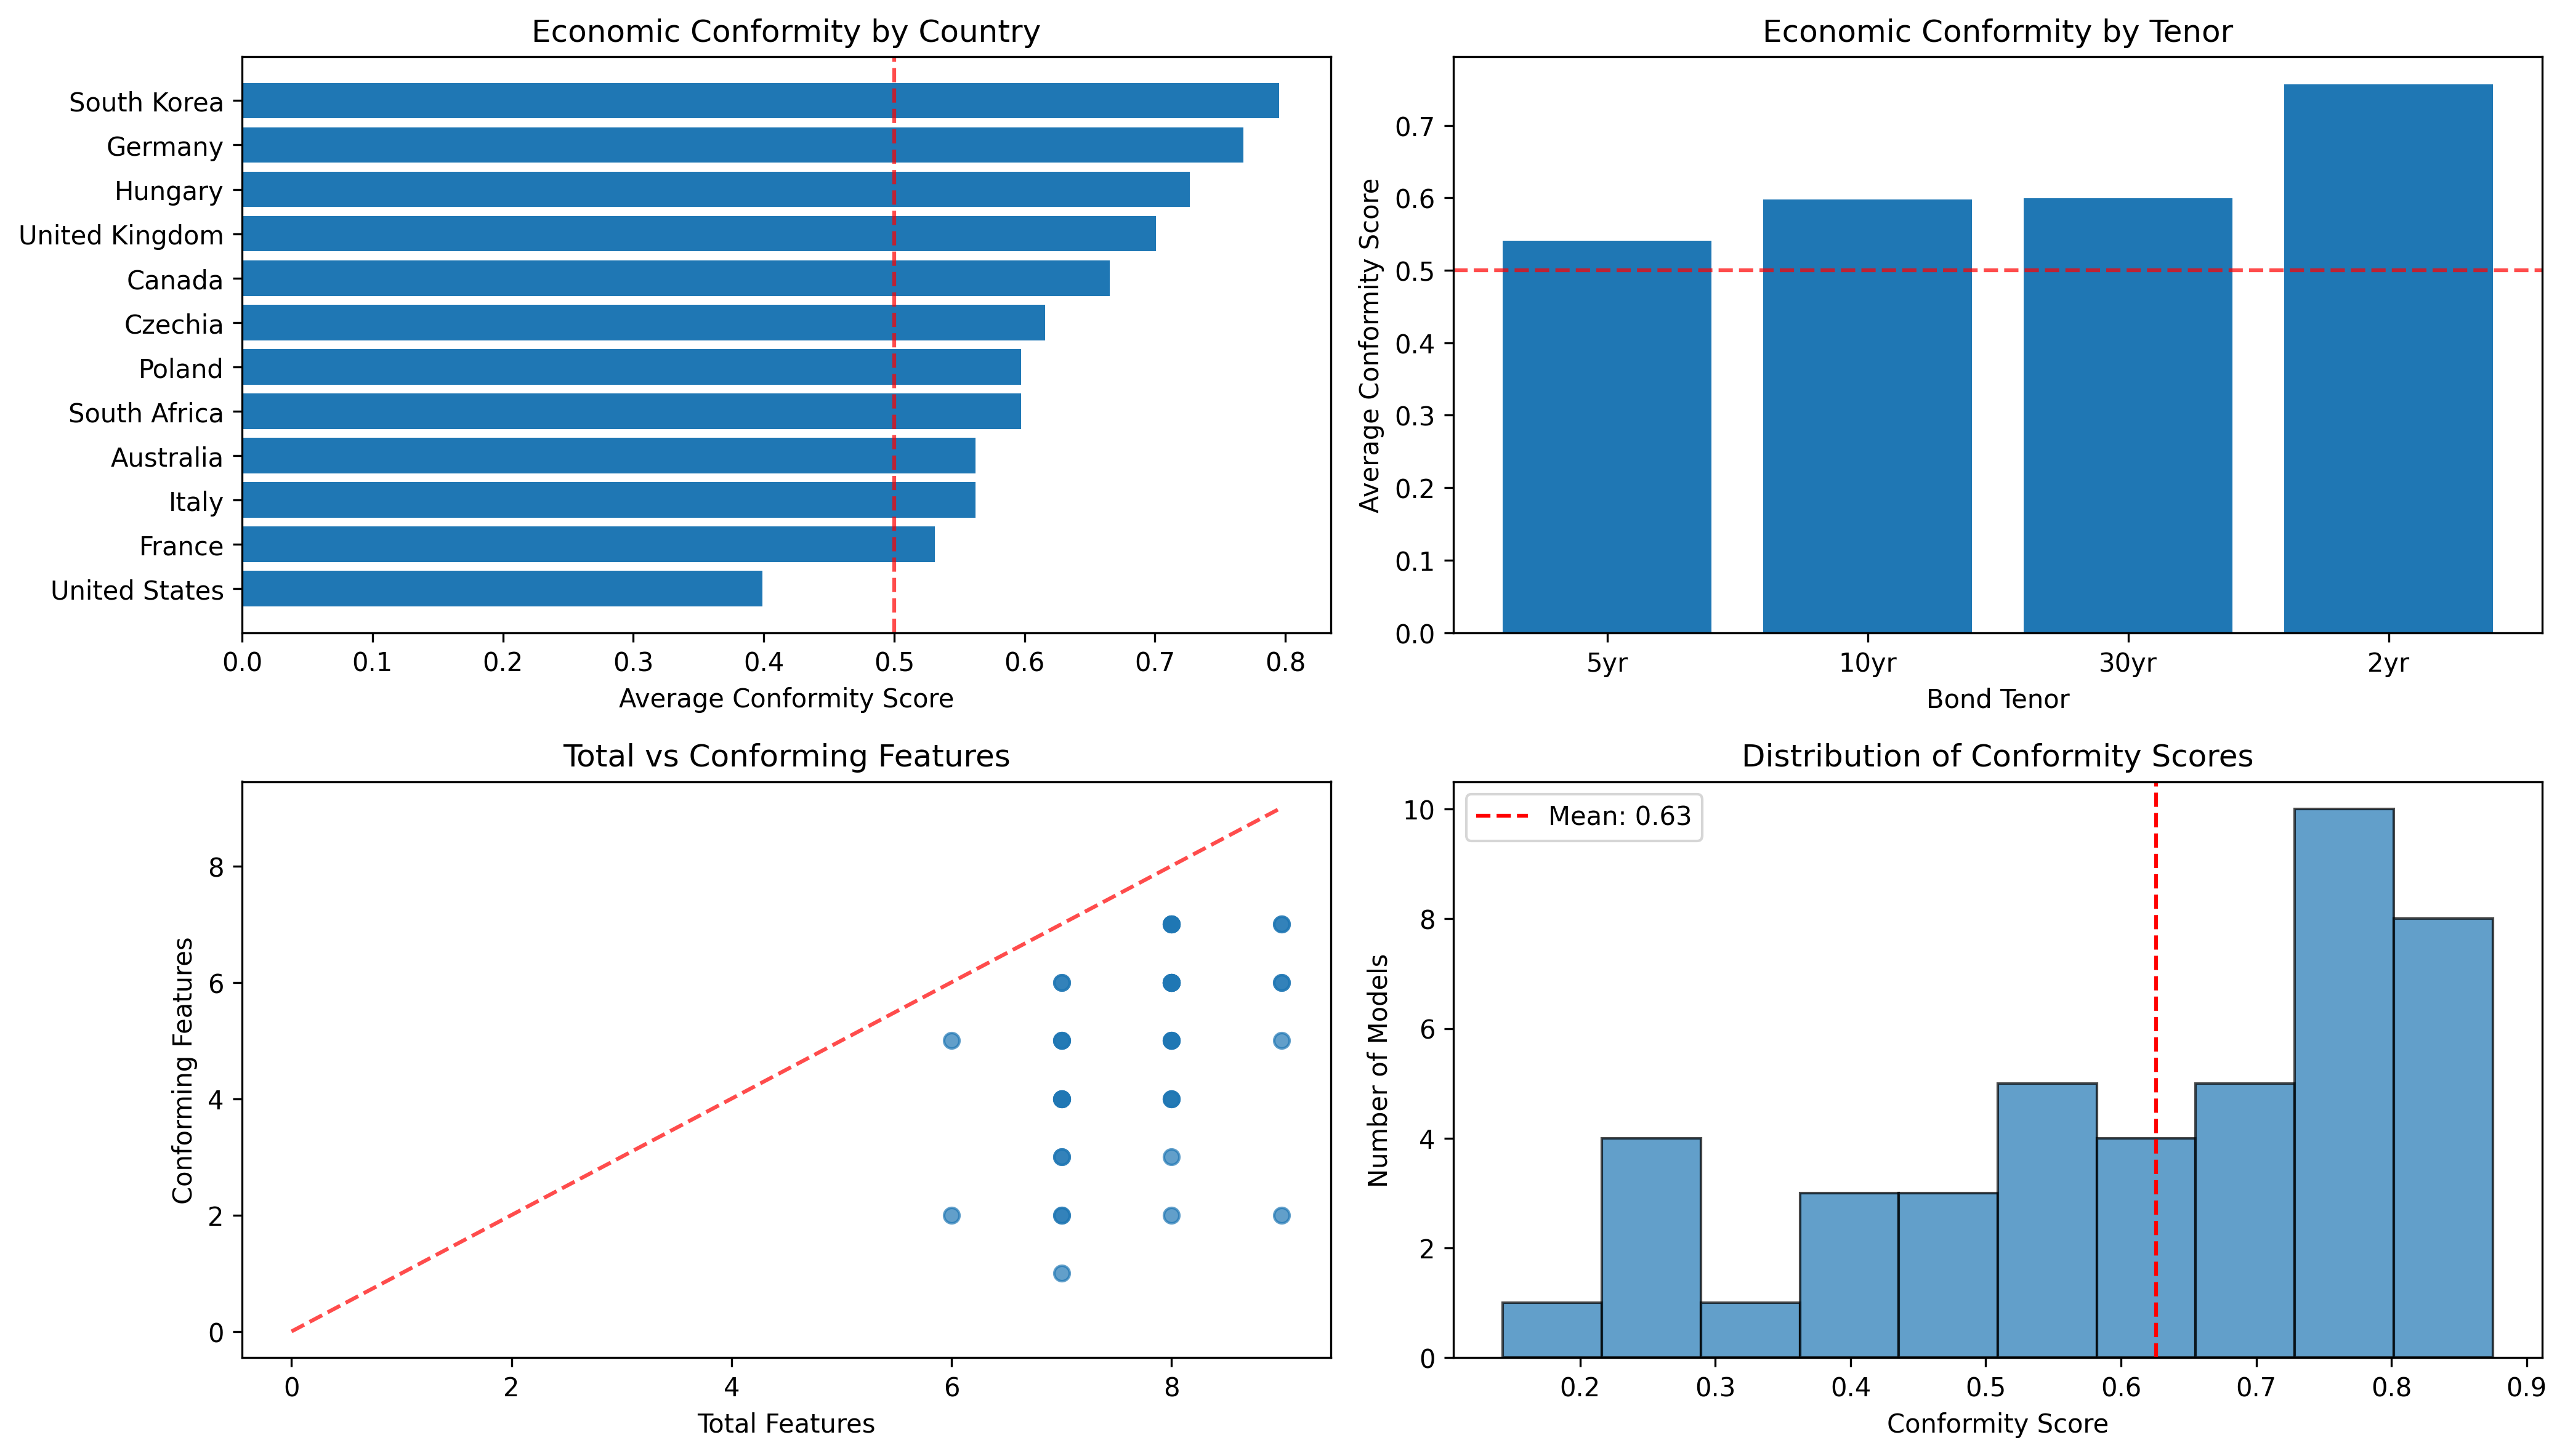 Economic Conformity by Country
South Korea
Germany
Hungary
United Kingdom
Canada
Czechia
Poland
South Africa
Australia
Italy
France
United States
0.0 0.1 0.2 0.3 0.4 0.5 0.6 0.7 0.8
Average Conformity Score
Economic Conformity by Tenor
Average Conformity Score
0.7
0.6
0.5
0.4
0.3
0.2
0.1
0.0
5yr 10yr 30yr 2yr
Bond Tenor
Total vs Conforming Features
Conforming Features
8
6
4
2
0
0 2 4 6 8
Total Features
Distribution of Conformity Scores
Mean: 0.63
Number of Models
10
8
6
4
2
0
0.2 0.3 0.4 0.5 0.6 0.7 0.8 0.9
Conformity Score